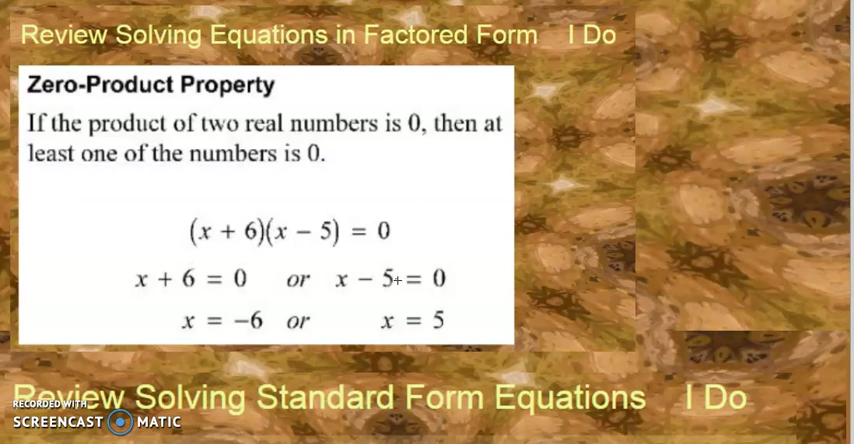 Review Solving Equations in Factored Form I Do
Zero-Product Property
If the product of two real numbers is 0, then at
least one of the numbers is 0.
(x + 6)(x − 5) = 0
x + 6 = 0 or x − 5 = 0
x = −6 or x = 5
Review Solving Standard Form Equations I Do
RECORDED WITH
SCREENCAST MATIC